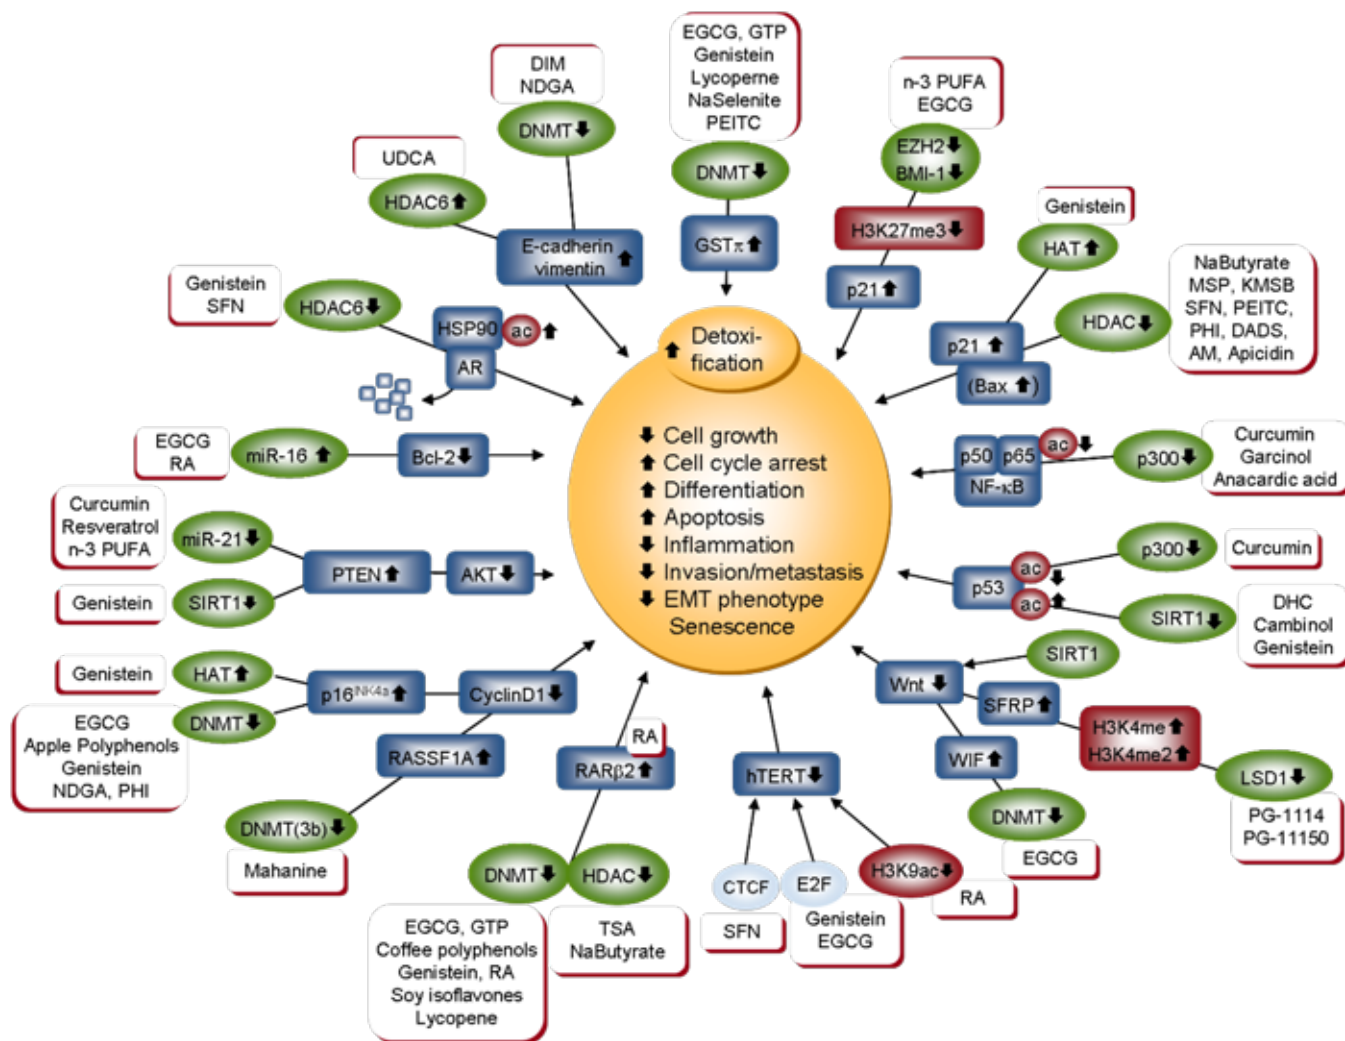 EGCG, GTP
Genistein
Lycoperne
NaSelenite
PEITC
DNMT
GSTπ
DIM
NDGA
DNMT
UDCA
HDAC6
E-cadherin
vimentin
n-3 PUFA
EGCG
EZH2
BMI-1
H3K27me3
p21
Genistein
HAT
NaButyrate
MSP, KMSB
SFN, PEITC,
PHI, DADS,
AM, Apicidin
HDAC
p21
(Bax )
Genistein
SFN
HDAC6
HSP90
ac
AR
Detoxi-
fication
Cell growth
Cell cycle arrest
Differentiation
Apoptosis
Inflammation
Invasion/metastasis
EMT phenotype
Senescence
EGCG
RA
miR-16
Bcl-2
p50
p65
ac
NF-κB
p300
Curcumin
Garcinol
Anacardic acid
Curcumin
Resveratrol
n-3 PUFA
miR-21
Genistein
SIRT1
PTEN
AKT
p53
ac
ac
p300
Curcumin
SIRT1
DHC
Cambinol
Genistein
Genistein
HAT
EGCG
Apple Polyphenols
Genistein
NDGA, PHI
DNMT
p16INK4a
CyclinD1
RASSF1A
DNMT(3b)
Mahanine
RA
RARβ2
DNMT
HDAC
EGCG, GTP
Coffee polyphenols
Genistein, RA
Soy isoflavones
Lycopene
TSA
NaButyrate
hTERT
CTCF
E2F
H3K9ac
SFN
Genistein
EGCG
RA
SIRT1
Wnt
SFRP
H3K4me
H3K4me2
LSD1
PG-1114
PG-11150
WIF
DNMT
EGCG